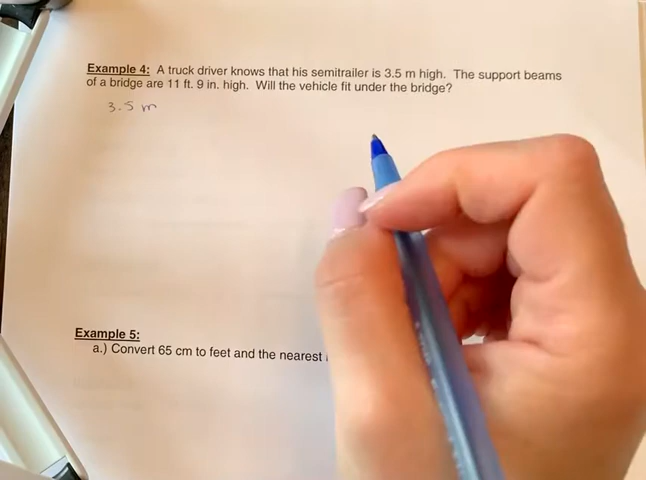 Example 4: A truck driver knows that his semitrailer is 3.5 m high. The support beams
of a bridge are 11 ft. 9 in. high. Will the vehicle fit under the bridge?
3.5 m
Example 5:
a.) Convert 65 cm to feet and the nearest